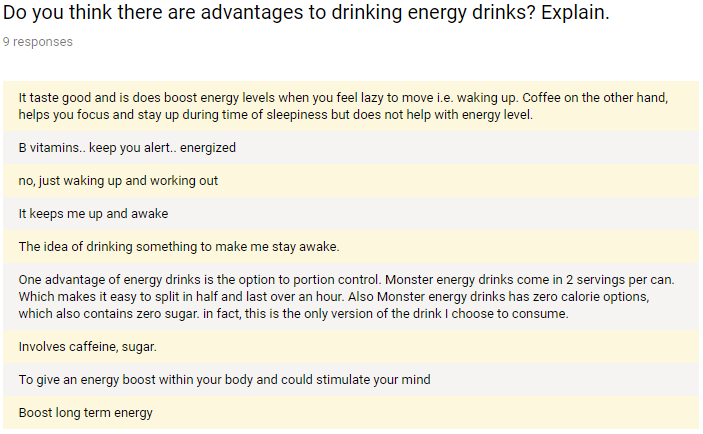 Do you think there are advantages to drinking energy drinks? Explain.
9 responses
It taste good and is does boost energy levels when you feel lazy to move i.e. waking up. Coffee on the other hand,
helps you focus and stay up during time of sleepiness but does not help with energy level.
B vitamins.. keep you alert.. energized
no, just waking up and working out
It keeps me up and awake
The idea of drinking something to make me stay awake.
One advantage of energy drinks is the option to portion control. Monster energy drinks come in 2 servings per can.
Which makes it easy to split in half and last over an hour. Also Monster energy drinks has zero calorie options,
which also contains zero sugar. in fact, this is the only version of the drink I choose to consume.
Involves caffeine, sugar.
To give an energy boost within your body and could stimulate your mind
Boost long term energy